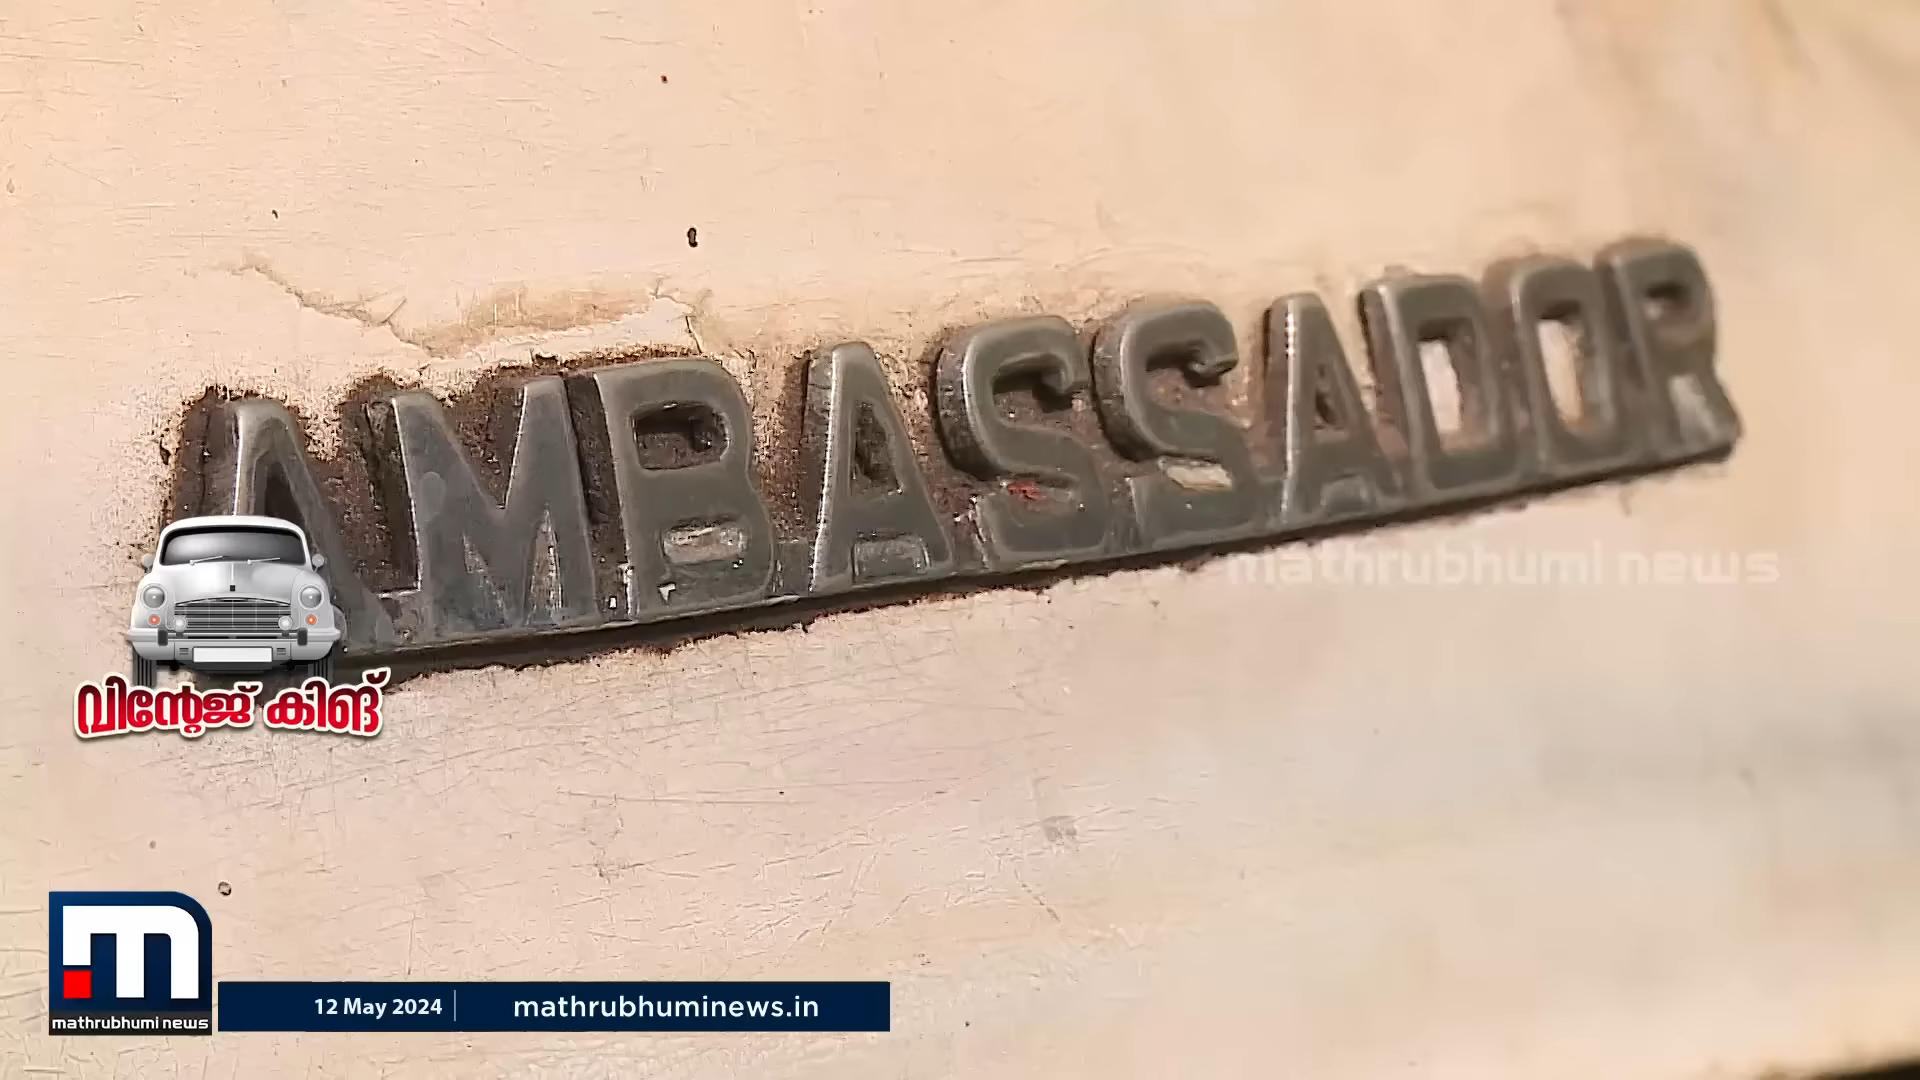 AMBASSADOR
mathrubhumi news
വിന്റേജ് കിങ്
mathrubhumi news
12 May 2024
mathrubhuminews.in